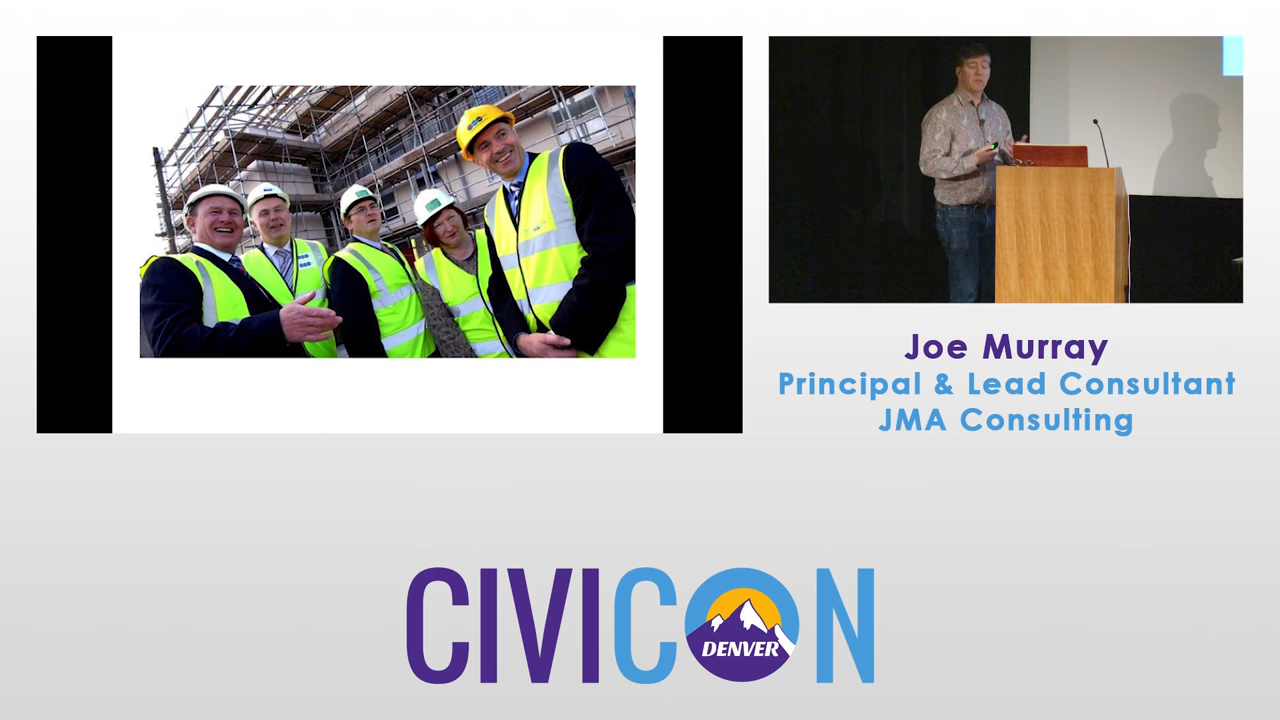 Joe Murray
Principal & Lead Consultant
JMA Consulting
CIVICON
DENVER